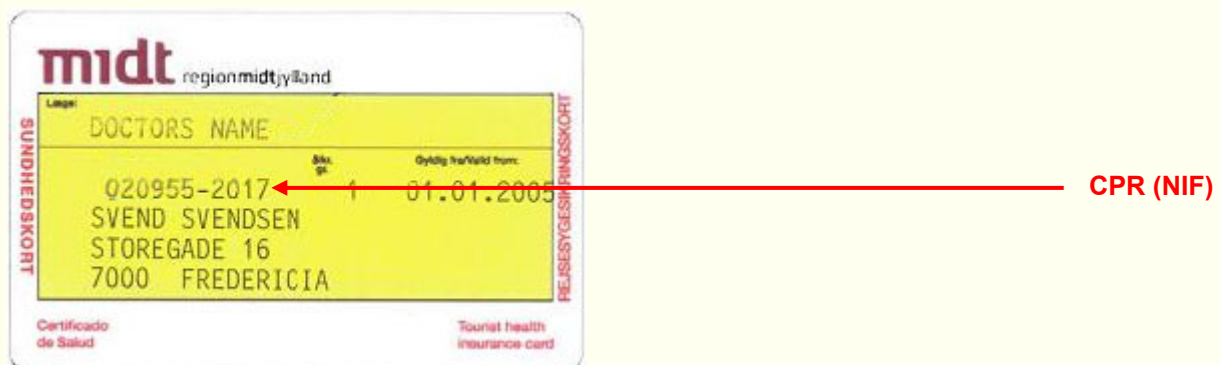 midt regionmidtjylland
Læge:
DOCTORS NAME
Sikr. gr. Gyldig fra/Valid from:
020955-2017 1 01.01.2005
SVEND SVENDSEN
STOREGADE 16
7000 FREDERICIA
SUNDHEDSKORT
REJSESYGESIKRINGSKORT
Certificado
de Salud
Tourist health
insurance card
CPR (NIF)